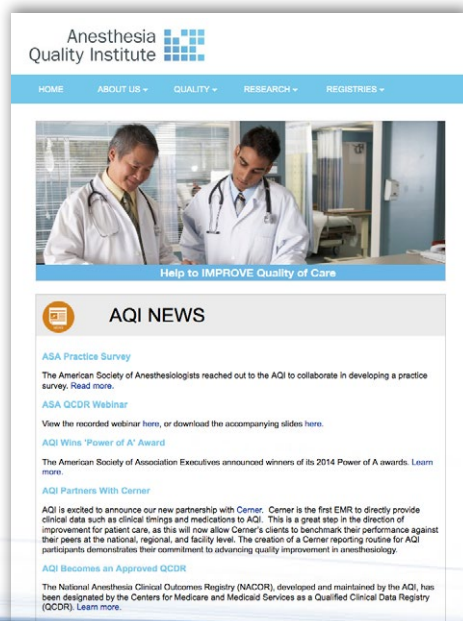 Anesthesia
Quality Institute
HOME ABOUT US QUALITY RESEARCH REGISTRIES
Help to IMPROVE Quality of Care
AQI NEWS
ASA Practice Survey
The American Society of Anesthesiologists reached out to the AQI to collaborate in developing a practice
survey. Read more.
ASA QCDR Webinar
View the recorded webinar here, or download the accompanying slides here.
AQI Wins 'Power of A' Award
The American Society of Association Executives announced winners of its 2014 Power of A awards. Learn
more.
AQI Partners With Cerner
AQI is excited to announce our new partnership with Cerner. Cerner is the first EMR to directly provide
clinical data such as clinical timings and medications to AQI. This is a great step in the direction of
improvement for patient care, as this will now allow Cerner's clients to benchmark their performance against
their peers at the national, regional, and facility level. The creation of a Cerner reporting routine for AQI
participants demonstrates their commitment to advancing quality improvement in anesthesiology.
AQI Becomes an Approved QCDR
The National Anesthesia Clinical Outcomes Registry (NACOR), developed and maintained by the AQI, has
been designated by the Centers for Medicare and Medicaid Services as a Qualified Clinical Data Registry
(QCDR). Learn more.